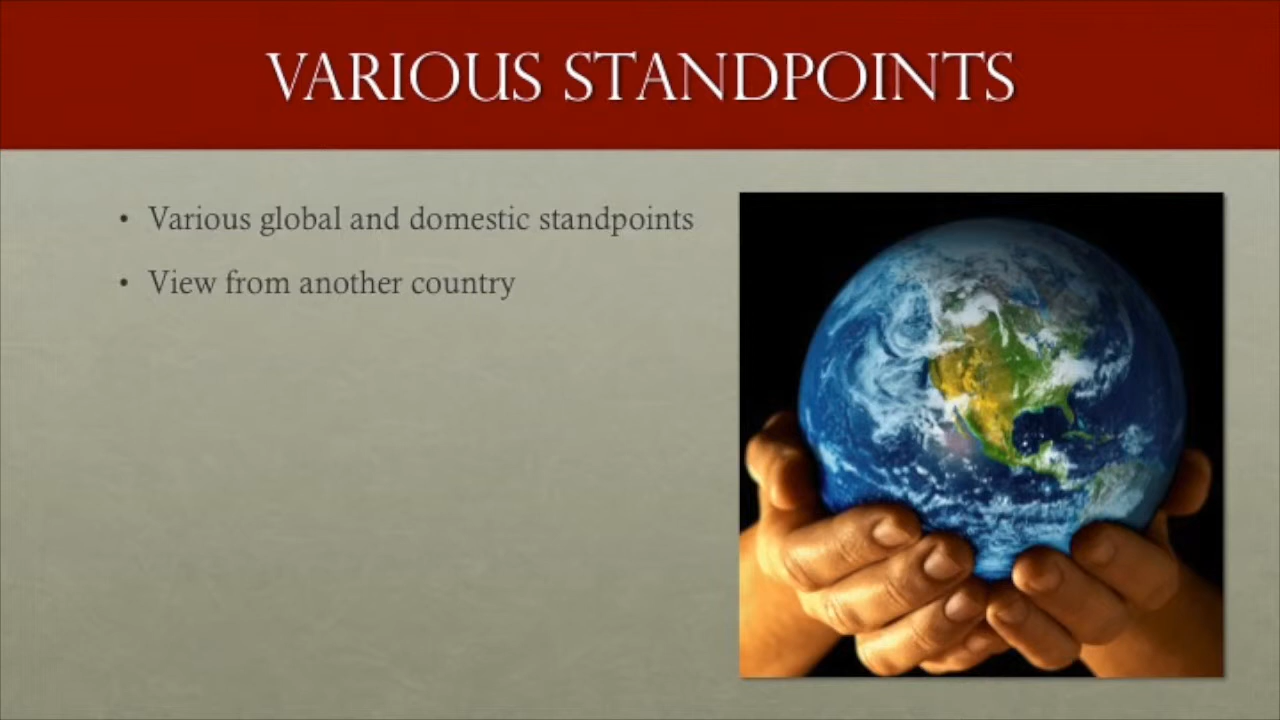 VARIOUS STANDPOINTS
• Various global and domestic standpoints
• View from another country